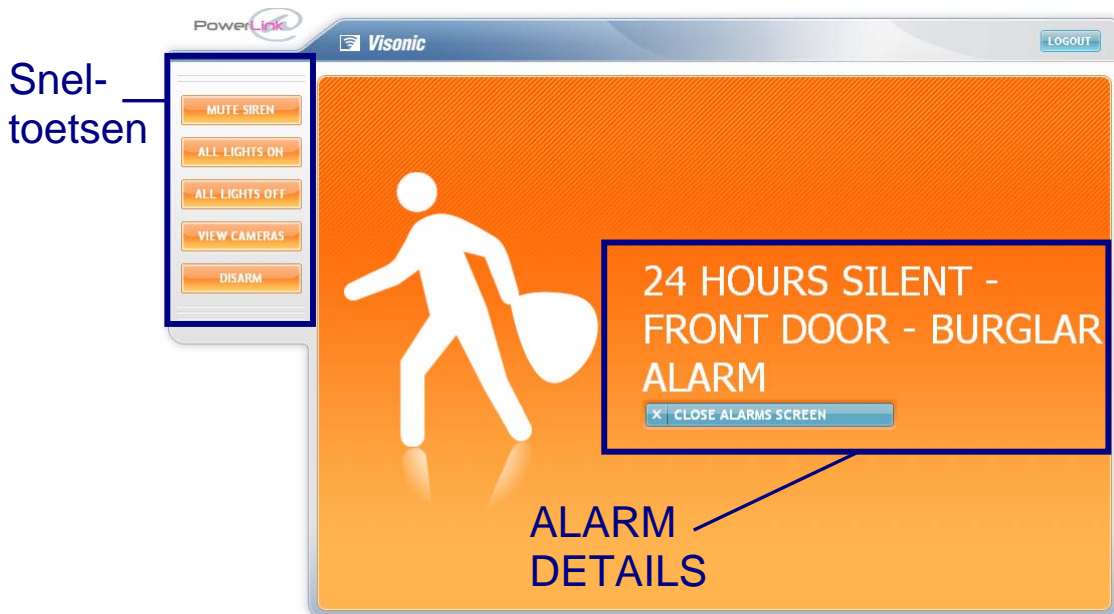 PowerLink
Visonic
LOGOUT
Snel-
toetsen
MUTE SIREN
ALL LIGHTS ON
ALL LIGHTS OFF
VIEW CAMERAS
DISARM
24 HOURS SILENT -
FRONT DOOR - BURGLAR
ALARM
X CLOSE ALARMS SCREEN
ALARM
DETAILS